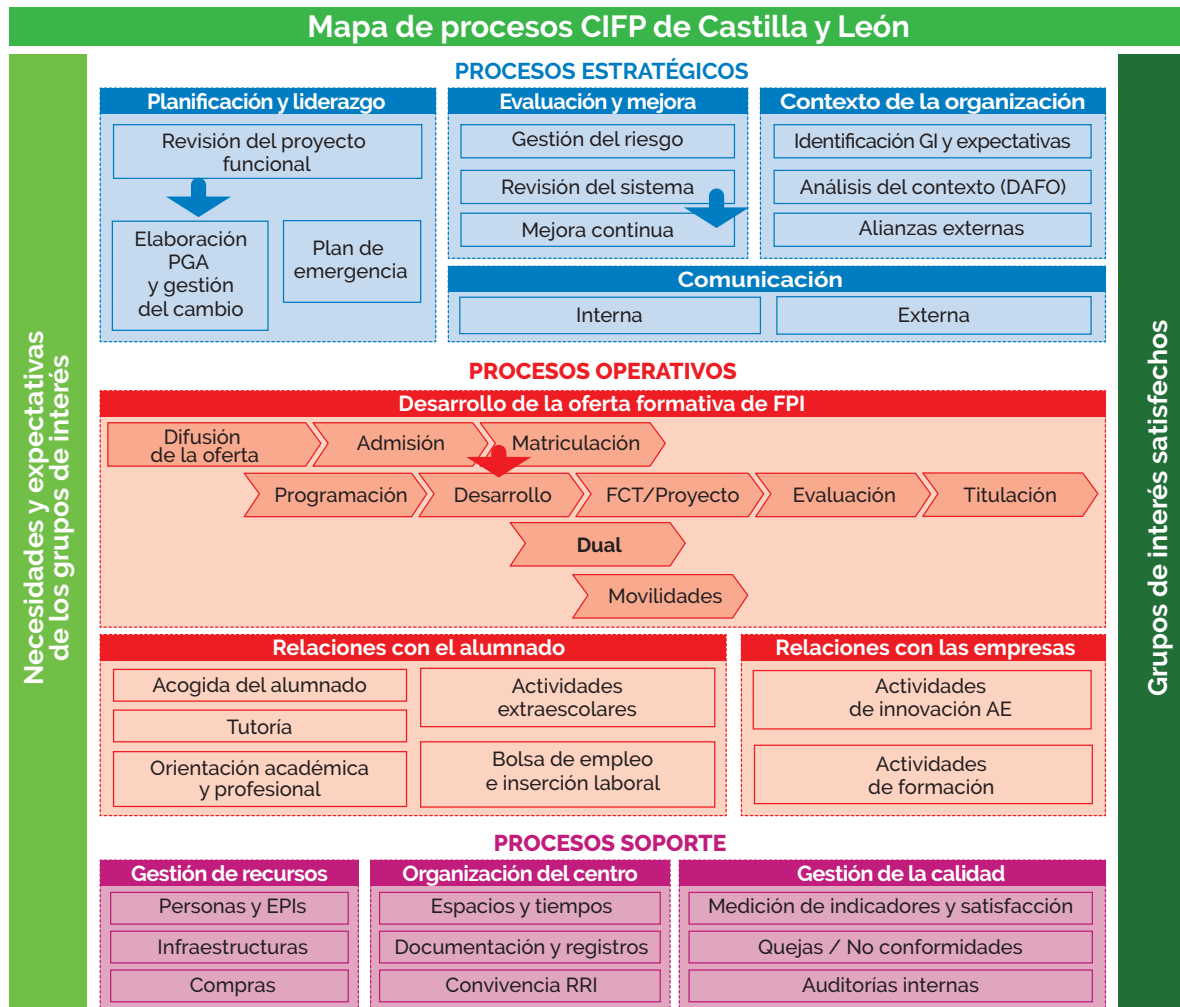 Mapa de procesos CIFP de Castilla y León
Necesidades y expectativas
de los grupos de interés
PROCESOS ESTRATÉGICOS
Planificación y liderazgo
Revisión del proyecto
funcional
Elaboración
PGA
y gestión
del cambio
Plan de
emergencia
Evaluación y mejora
Gestión del riesgo
Revisión del sistema
Mejora continua
Contexto de la organización
Identificación GI y expectativas
Análisis del contexto (DAFO)
Alianzas externas
Comunicación
Interna
Externa
PROCESOS OPERATIVOS
Desarrollo de la oferta formativa de FPI
Difusión
de la oferta
Admisión
Matriculación
Programación
Desarrollo
FCT/Proyecto
Evaluación
Titulación
Dual
Movilidades
Relaciones con el alumnado
Acogida del alumnado
Tutoría
Orientación académica
y profesional
Actividades
extraescolares
Bolsa de empleo
e inserción laboral
Relaciones con las empresas
Actividades
de innovación AE
Actividades
de formación
PROCESOS SOPORTE
Gestión de recursos
Personas y EPIs
Infraestructuras
Compras
Organización del centro
Espacios y tiempos
Documentación y registros
Convivencia RRI
Gestión de la calidad
Medición de indicadores y satisfacción
Quejas / No conformidades
Auditorías internas
Grupos de interés satisfechos